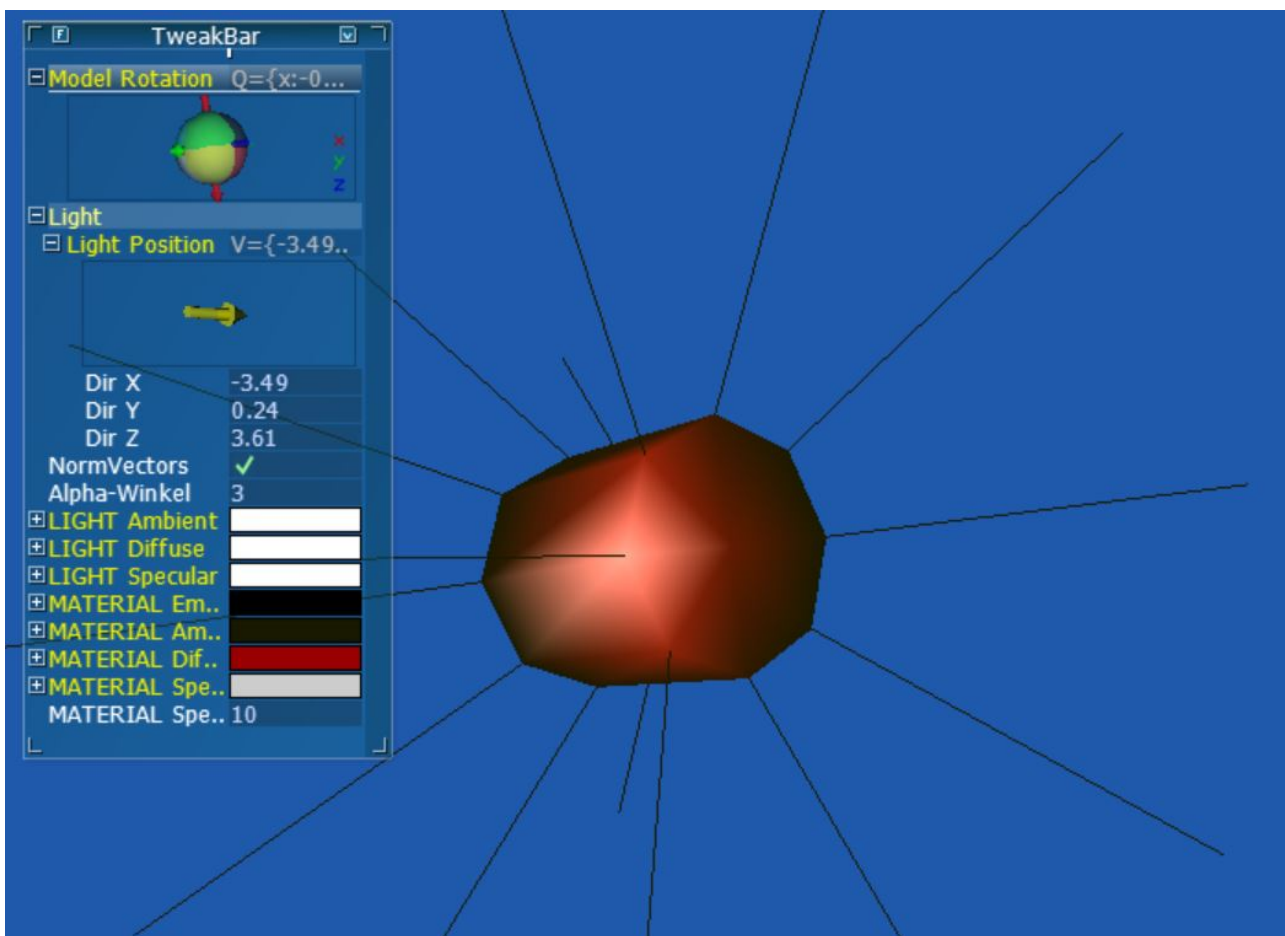 F TweakBar v
Model Rotation Q={x:-0...
x
y
z
Light
Light Position V={-3.49..
Dir X -3.49
Dir Y 0.24
Dir Z 3.61
NormVectors ✓
Alpha-Winkel 3
LIGHT Ambient
LIGHT Diffuse
LIGHT Specular
MATERIAL Em..
MATERIAL Am..
MATERIAL Dif..
MATERIAL Spe..
MATERIAL Spe.. 10